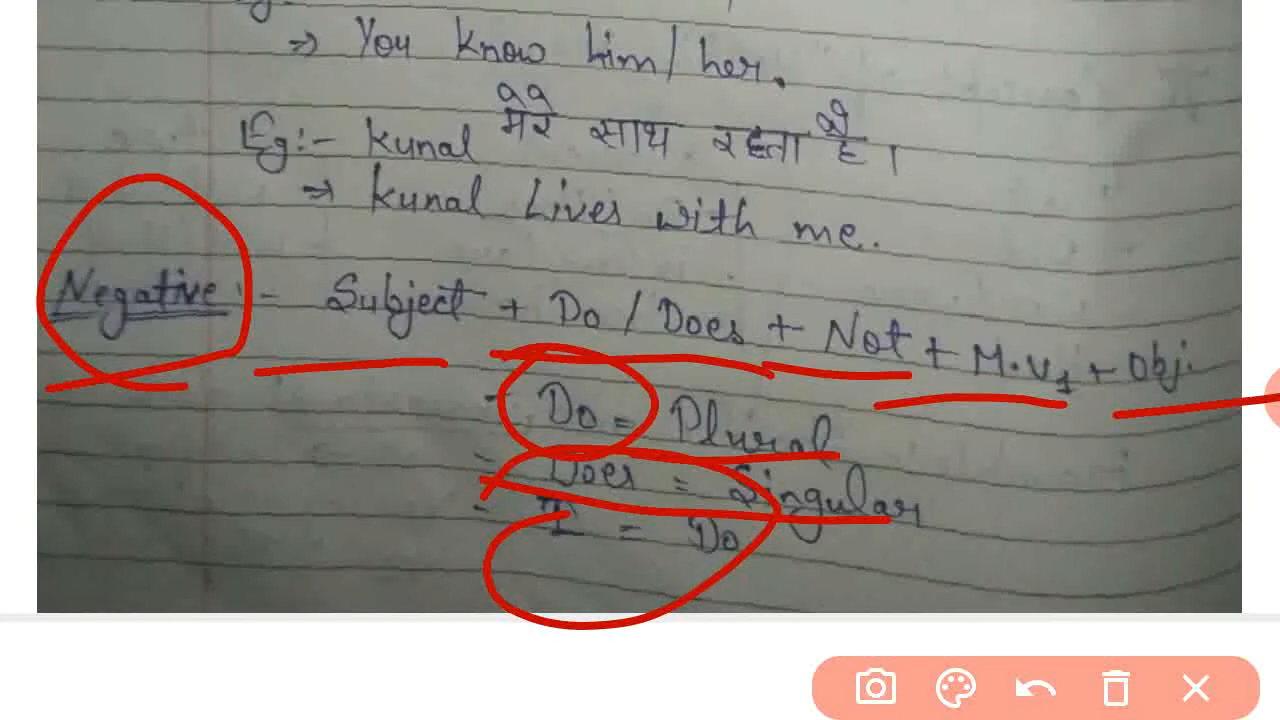 ⇒ You know him/her.
Eg:- Kunal मेरे साथ रहता है।
⇒ Kunal Lives with me.
Negative :- Subject + Do / Does + Not + M.V₁ + Obj.
- Do = Plural
- Does = Singular
- I = Do